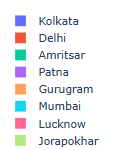 Kolkata
Delhi
Amritsar
Patna
Gurugram
Mumbai
Lucknow
Jorapokhar